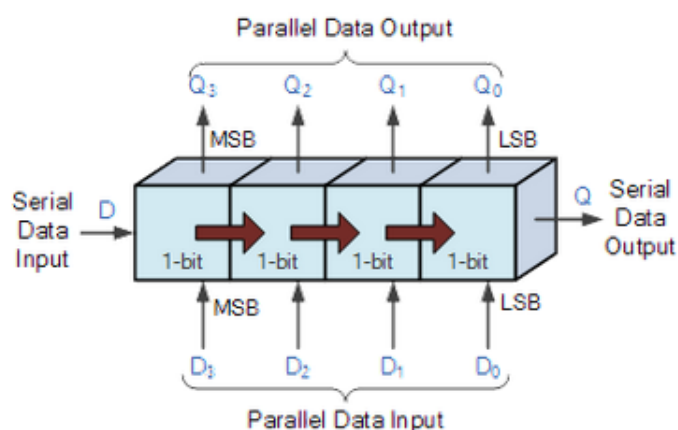 Parallel Data Output
Q3 Q2 Q1 Q0
MSB LSB
Serial Data Input D Q Serial Data Output
1-bit 1-bit 1-bit 1-bit
MSB LSB
D3 D2 D1 D0
Parallel Data Input